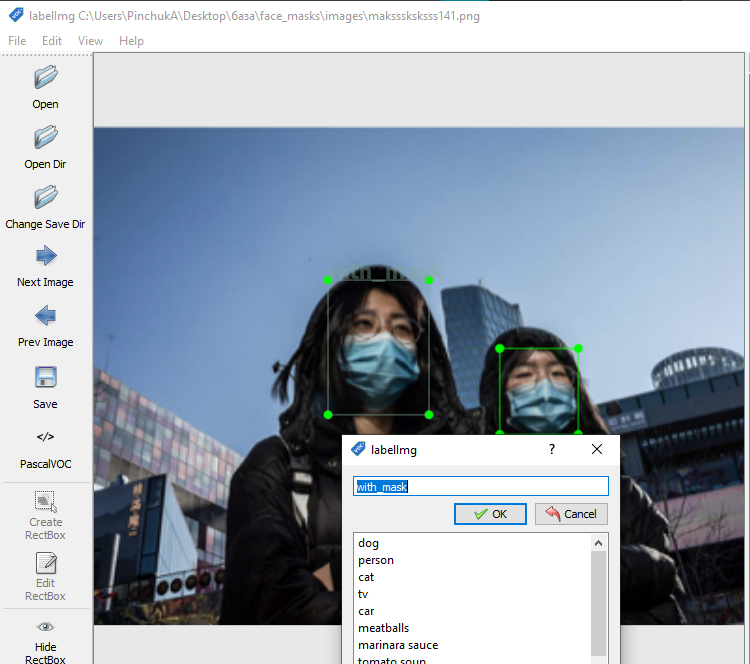 labelImg C:\Users\PinchukA\Desktop\база\face_masks\images\maksssksksss141.png
File Edit View Help
Open
Open Dir
Change Save Dir
Next Image
Prev Image
Save
</>
PascalVOC
Create
RectBox
Edit
RectBox
Hide
RectBox
with_mask
labelImg
?
with_mask
OK
Cancel
dog
person
cat
tv
car
meatballs
marinara sauce
tomato soup